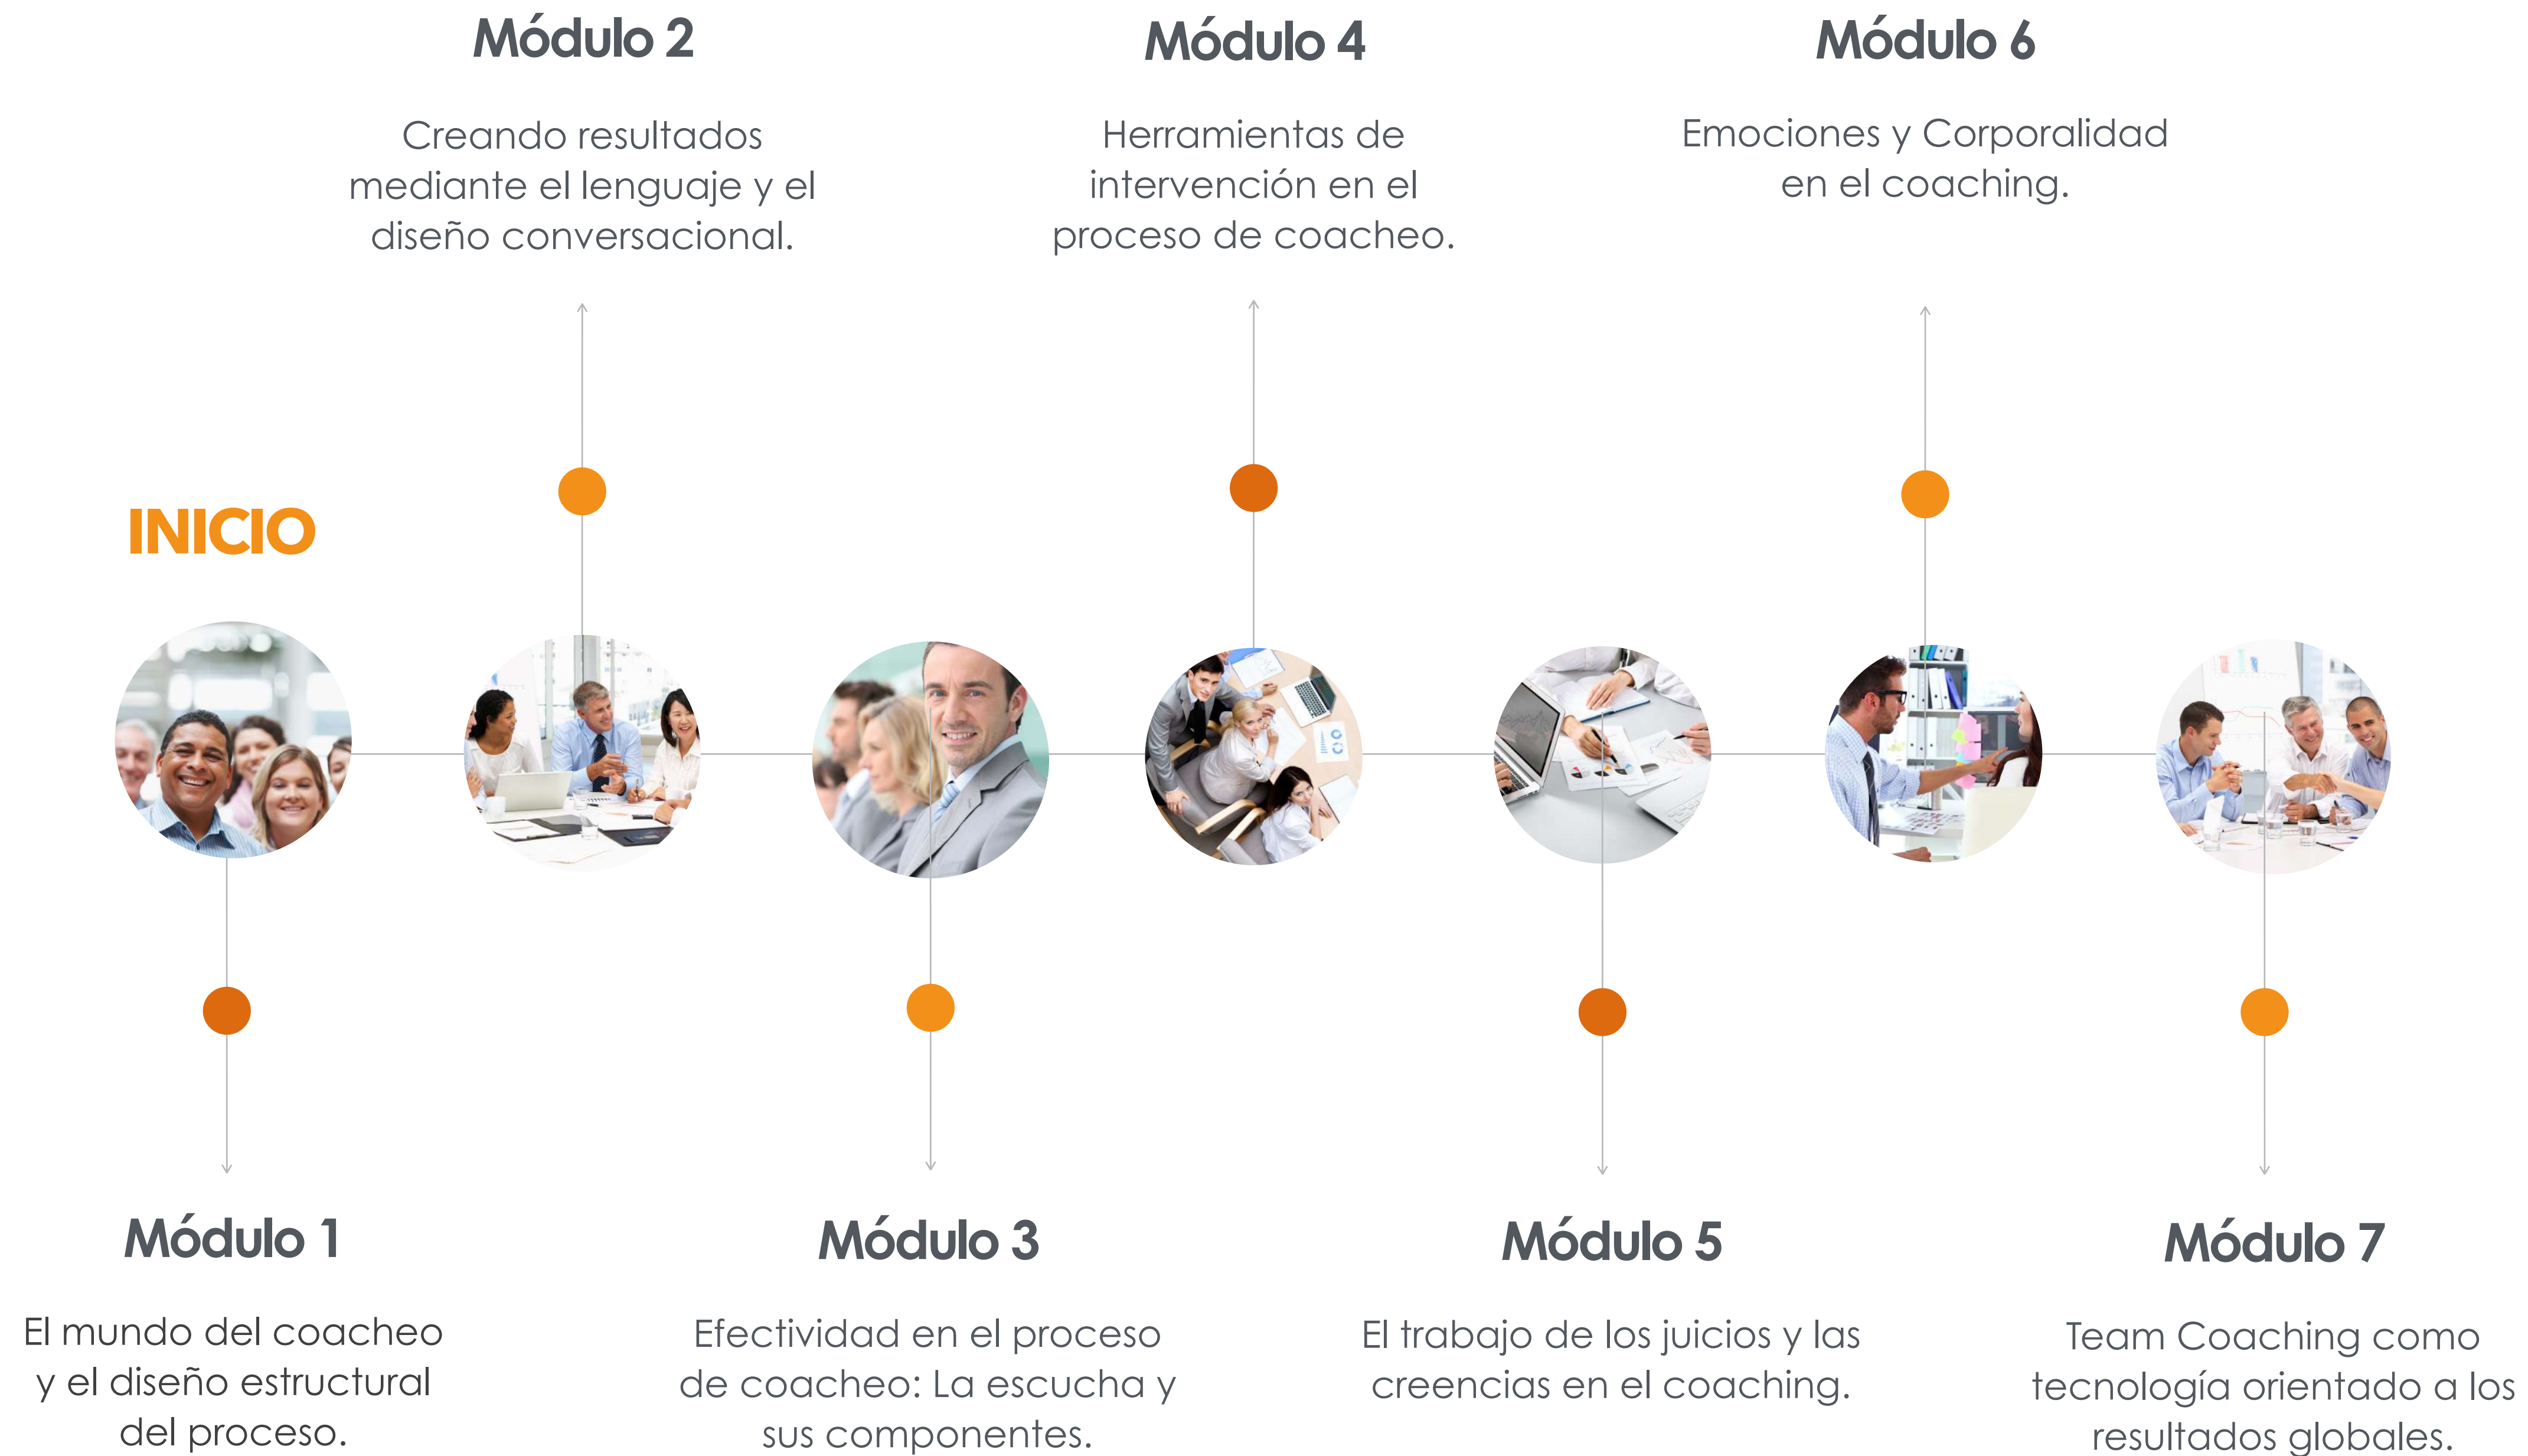 Módulo 2
Creando resultados
mediante el lenguaje y el
diseño conversacional.
Módulo 4
Herramientas de
intervención en el
proceso de coacheo.
Módulo 6
Emociones y Corporalidad
en el coaching.
INICIO
Módulo 1
El mundo del coacheo
y el diseño estructural
del proceso.
Módulo 3
Efectividad en el proceso
de coacheo: La escucha y
sus componentes.
Módulo 5
El trabajo de los juicios y las
creencias en el coaching.
Módulo 7
Team Coaching como
tecnología orientado a los
resultados globales.